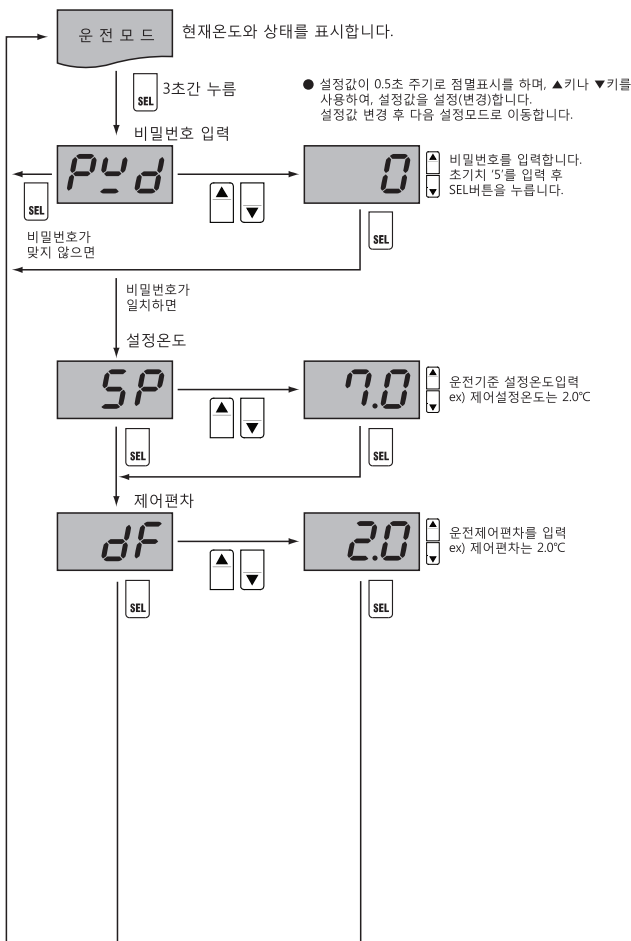 운 전 모 드
현재온도와 상태를 표시합니다.
SEL
3초간 누름
● 설정값이 0.5초 주기로 점멸표시를 하며, ▲키나 ▼키를
사용하여, 설정값을 설정(변경)합니다.
설정값 변경 후 다음 설정모드로 이동합니다.
비밀번호 입력
PYd
▲ ▼
0
▲
▼
비밀번호를 입력합니다.
초기치 '5'를 입력 후
SEL버튼을 누릅니다.
SEL
SEL
비밀번호가
맞지 않으면
비밀번호가
일치하면
설정온도
SP
▲ ▼
7.0
▲
▼
운전기준 설정온도입력
ex) 제어설정온도는 2.0℃
SEL
SEL
제어편차
dF
▲ ▼
2.0
▲
▼
운전제어편차를 입력
ex) 제어편차는 2.0℃
SEL
SEL